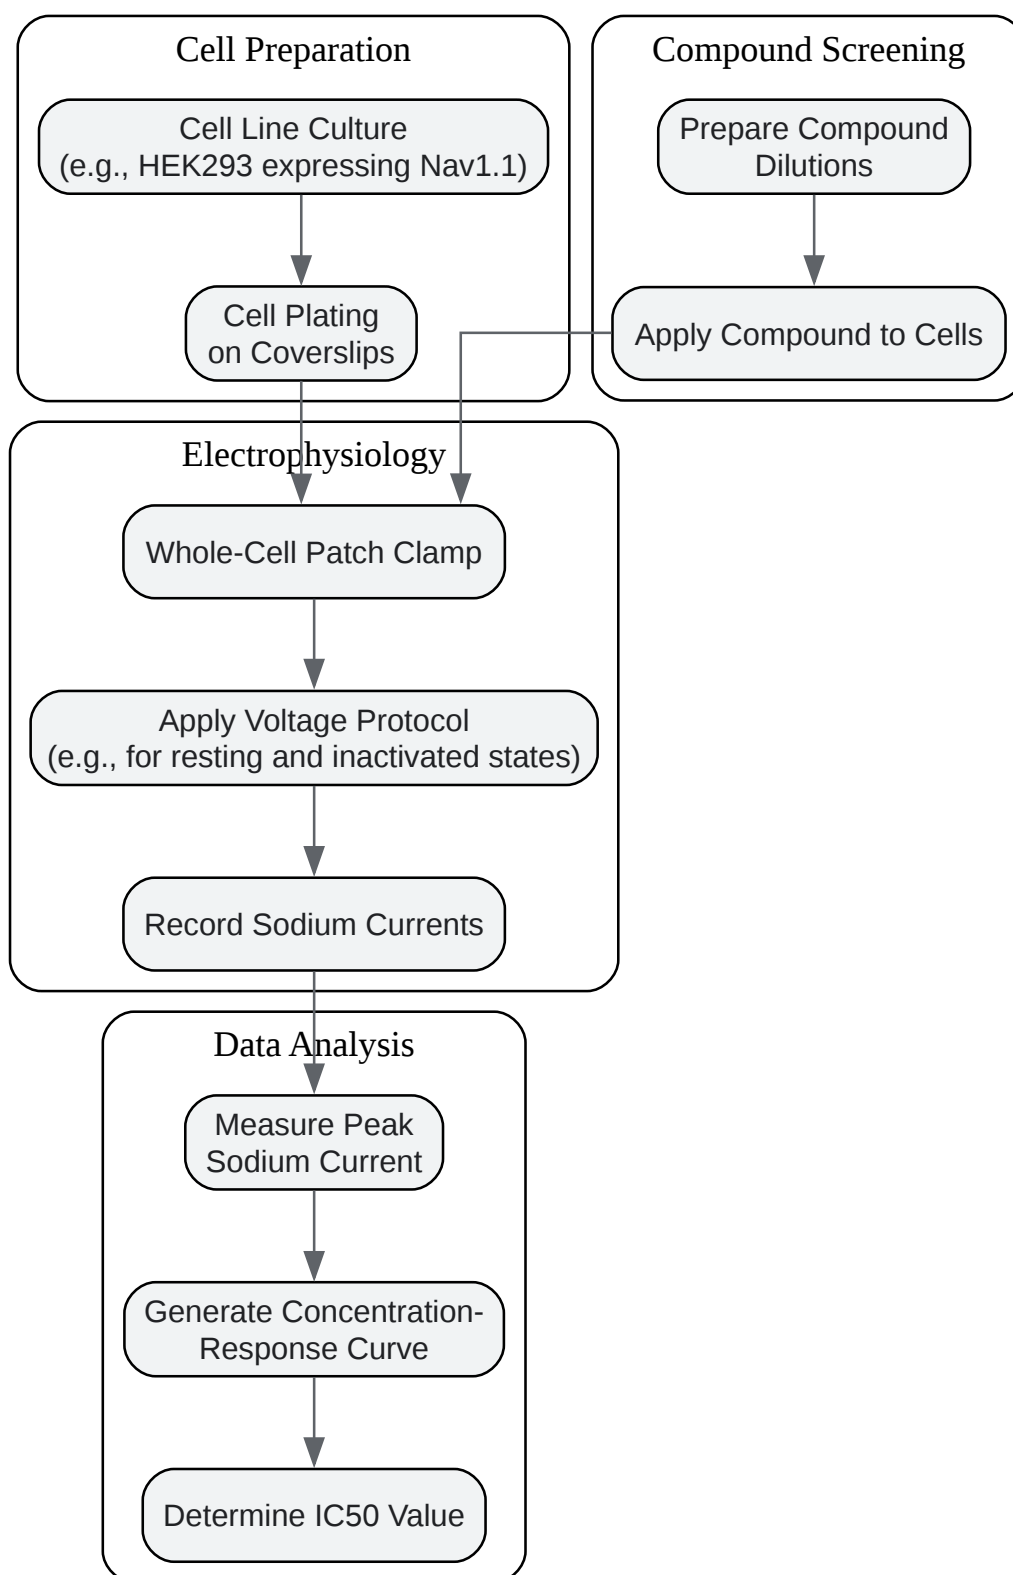 Cell Preparation
Cell Line Culture
(e.g., HEK293 expressing Nav1.1)
Cell Plating
on Coverslips
Compound Screening
Prepare Compound
Dilutions
Apply Compound to Cells
Electrophysiology
Whole-Cell Patch Clamp
Apply Voltage Protocol
(e.g., for resting and inactivated states)
Record Sodium Currents
Data Analysis
Measure Peak
Sodium Current
Generate Concentration-
Response Curve
Determine IC50 Value